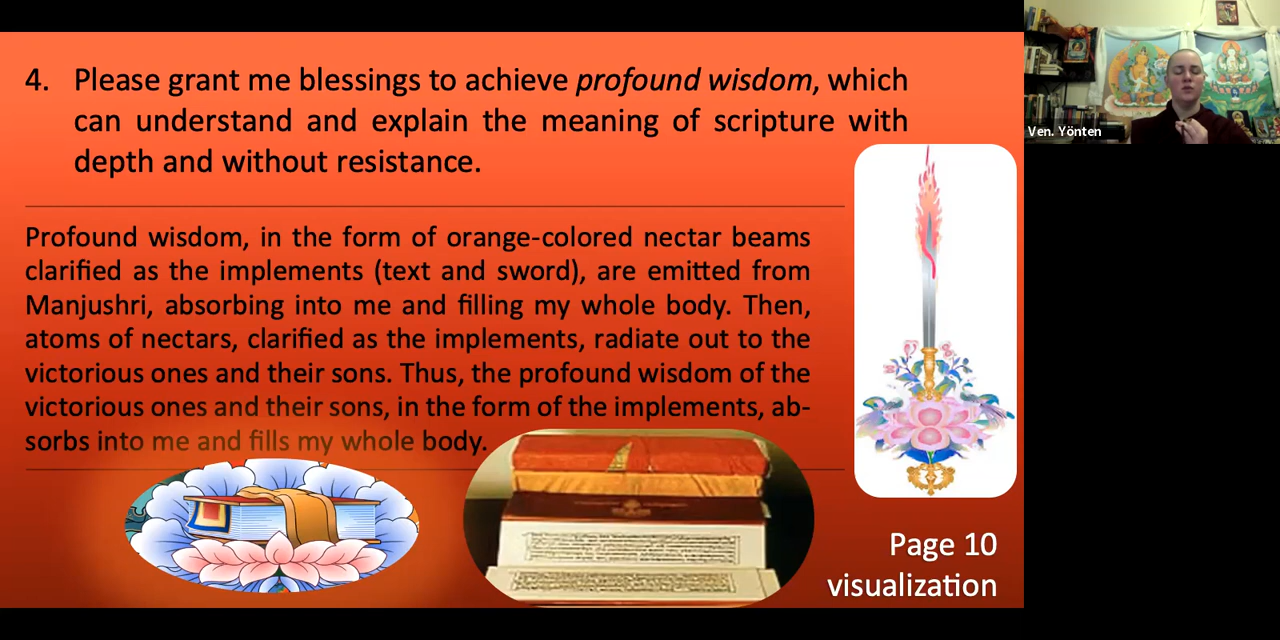 4. Please grant me blessings to achieve profound wisdom, which
can understand and explain the meaning of scripture with
depth and without resistance.
Profound wisdom, in the form of orange-colored nectar beams
clarified as the implements (text and sword), are emitted from
Manjushri, absorbing into me and filling my whole body. Then,
atoms of nectars, clarified as the implements, radiate out to the
victorious ones and their sons. Thus, the profound wisdom of the
victorious ones and their sons, in the form of the implements, ab-
sorbs into me and fills my whole body.
Page 10
visualization
Ven. Yönten